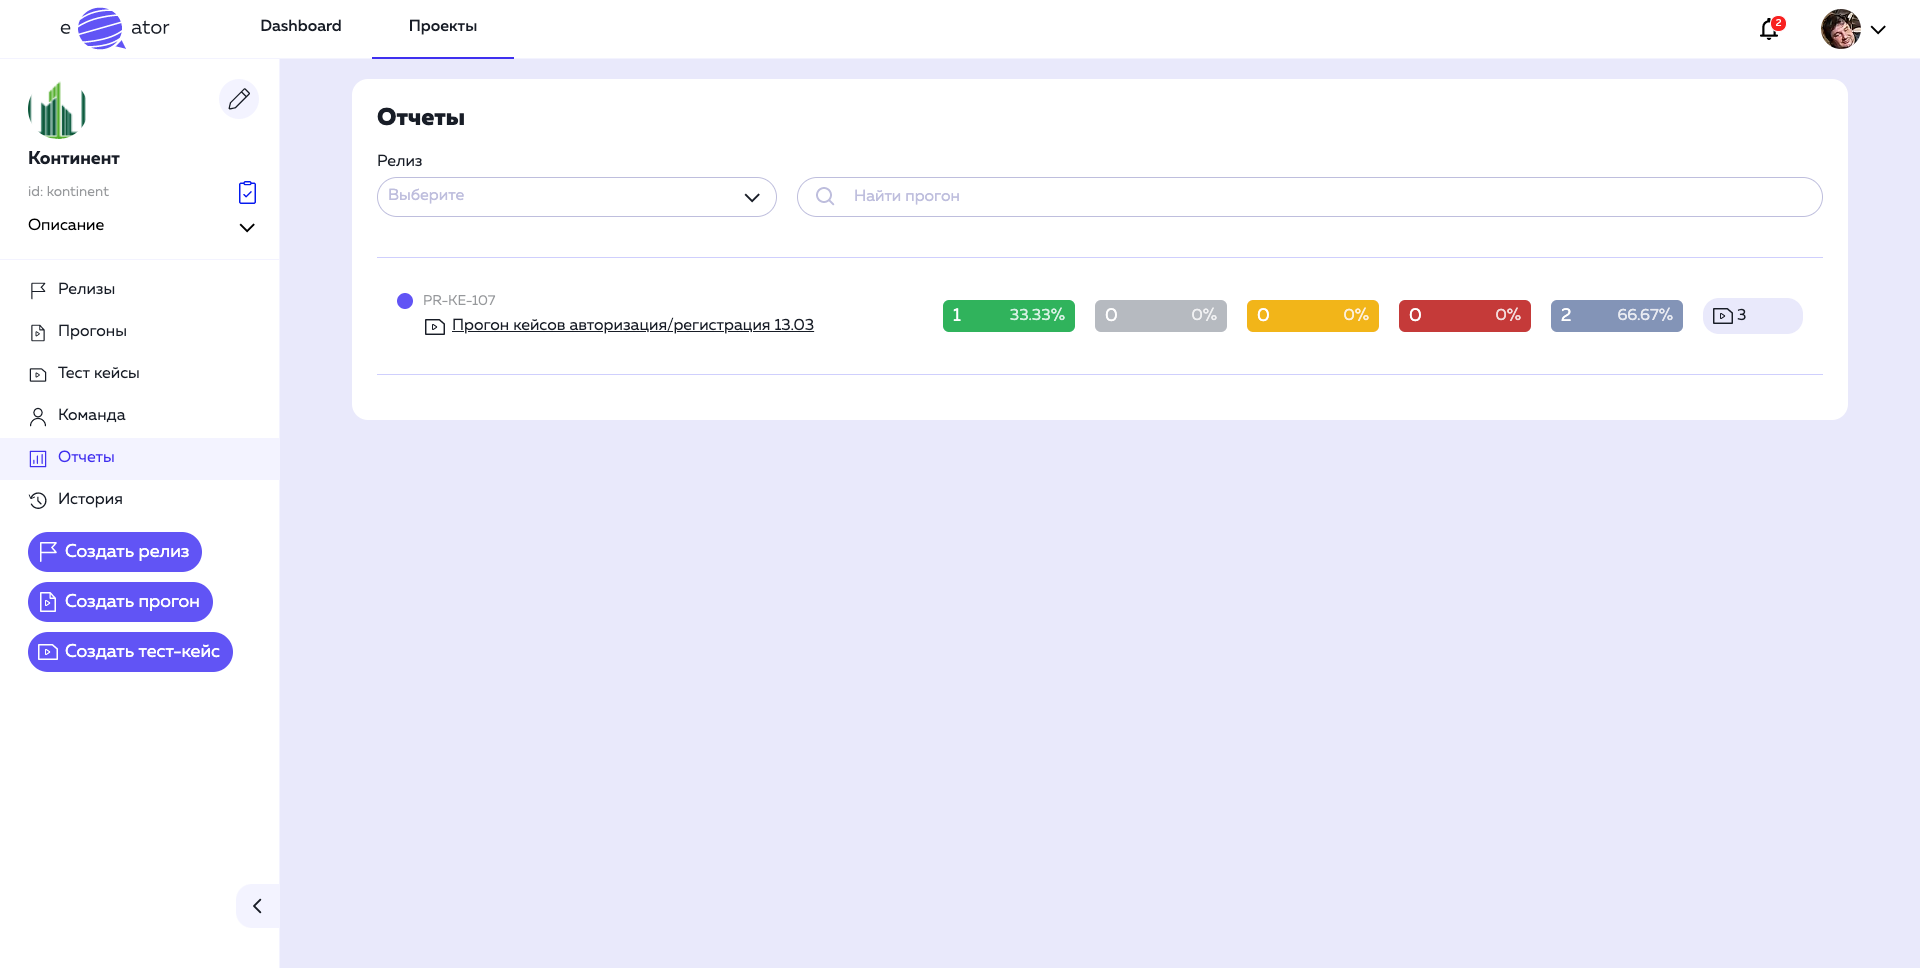 e ator
Dashboard
Проекты
2
Континент
id: kontinent
Описание
Релизы
Прогоны
Тест кейсы
Команда
Отчеты
История
Создать релиз
Создать прогон
Создать тест-кейс
Отчеты
Релиз
Выберите
Найти прогон
PR-KE-107
Прогон кейсов авторизация/регистрация 13.03
1 33.33%
0 0%
0 0%
0 0%
2 66.67%
3